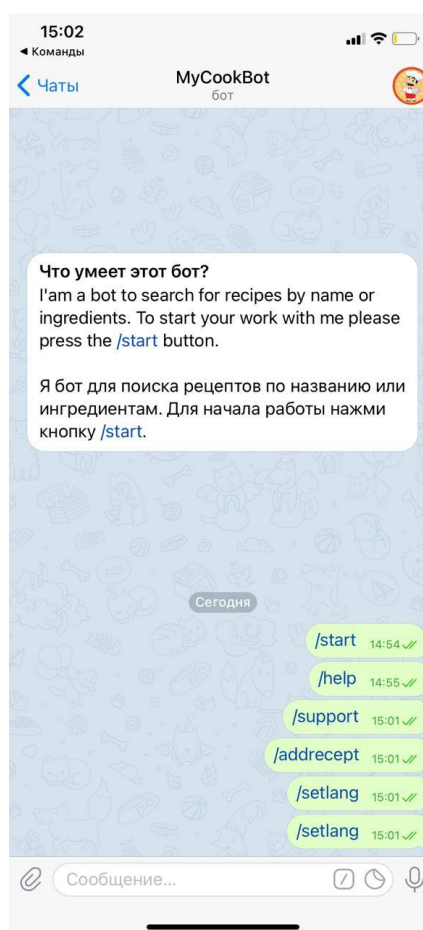 15:02
Команды
Чаты
MyCookBot
бот
Что умеет этот бот?
I'am a bot to search for recipes by name or
ingredients. To start your work with me please
press the /start button.
Я бот для поиска рецептов по названию или
ингредиентам. Для начала работы нажми
кнопку /start.
Сегодня
/start 14:54
/help 14:55
/support 15:01
/addrecept 15:01
/setlang 15:01
/setlang 15:01
Сообщение...